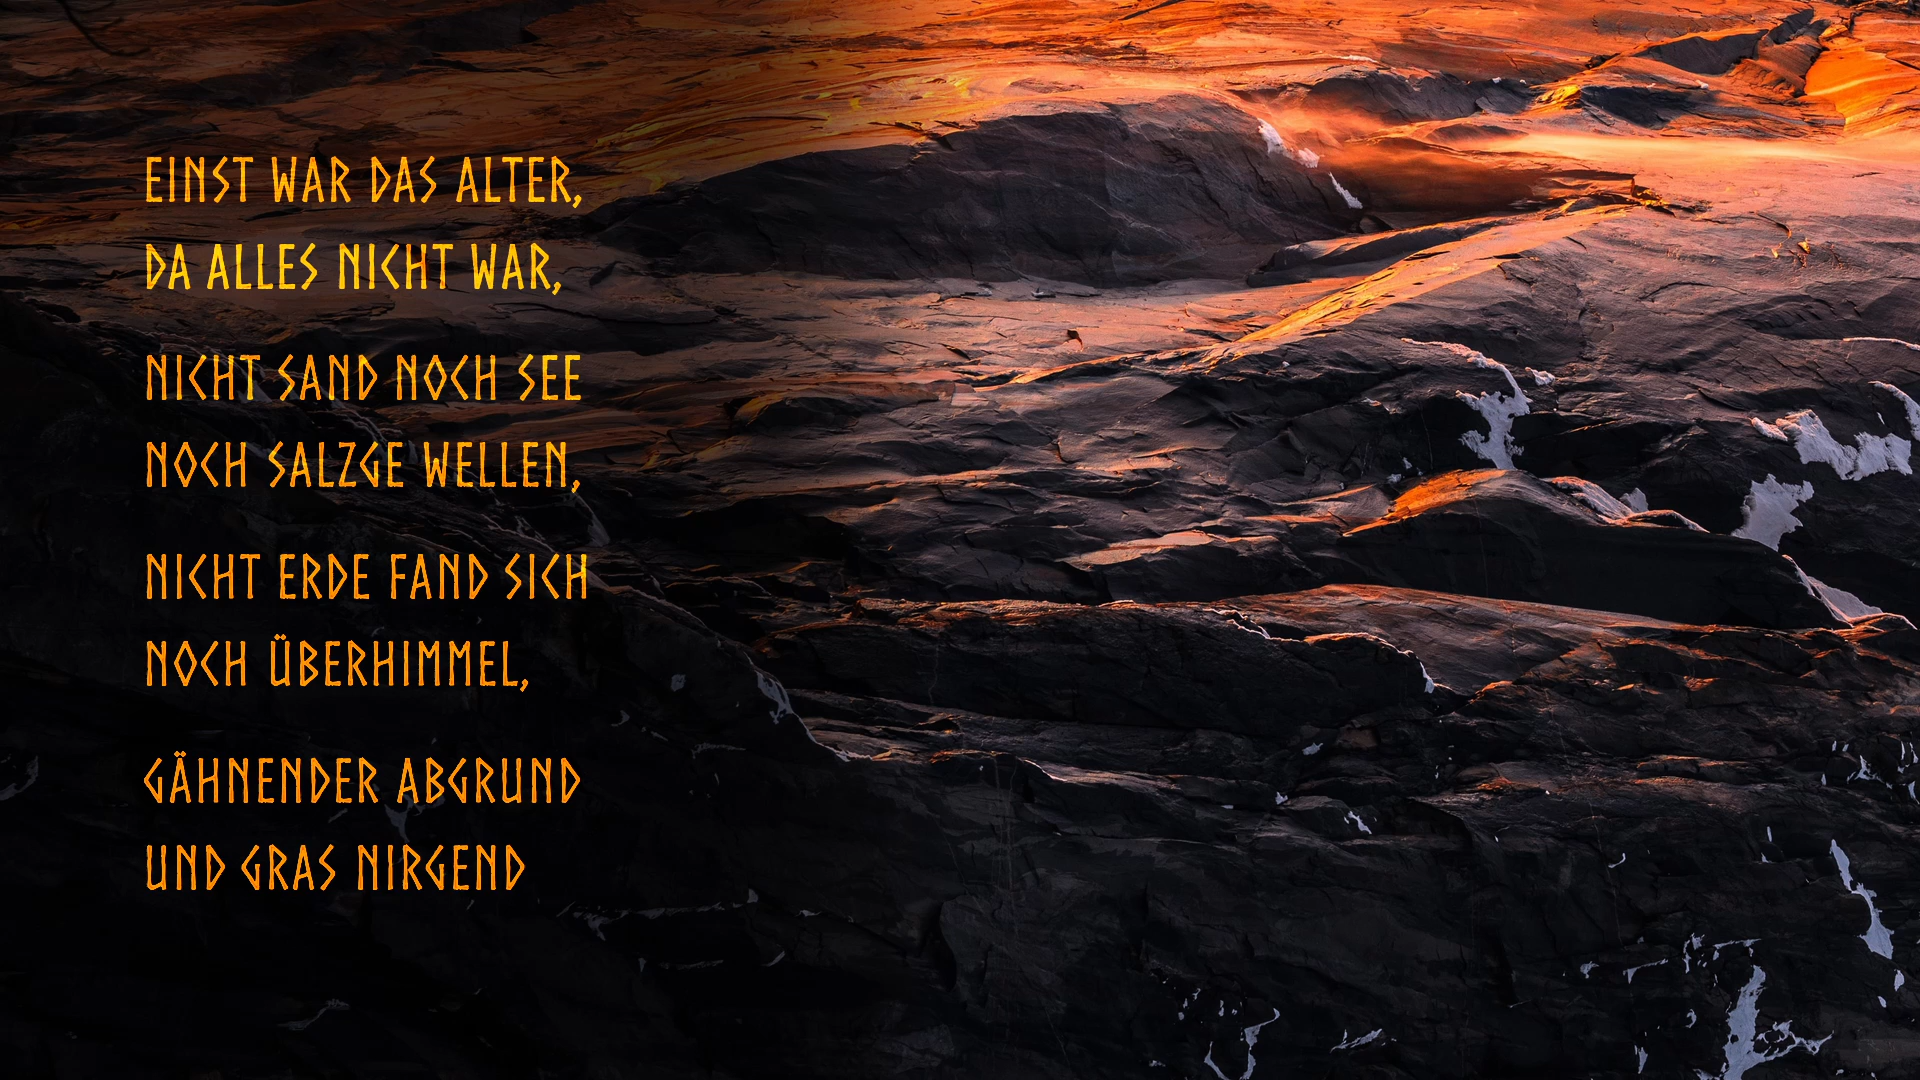 EINST WAR DAS ALTER,
DA ALLES NICHT WAR,
NICHT SAND NOCH SEE
NOCH SALZGE WELLEN,
NICHT ERDE FAND SICH
NOCH ÜBERHIMMEL,
GÄHNENDER ABGRUND
UND GRAS NIRGEND